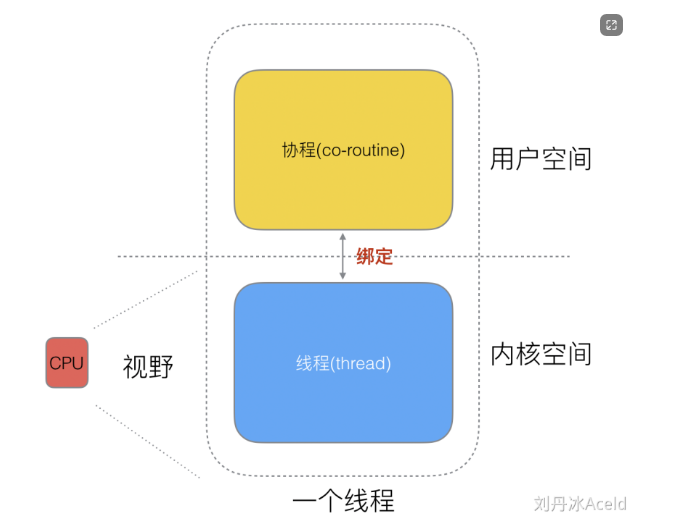 协程(co-routine)
用户空间
绑定
CPU
视野
线程(thread)
内核空间
一个线程
刘丹冰Aceld